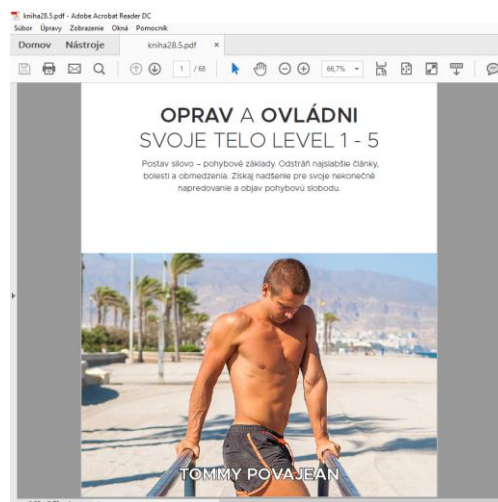 kniha28.5.pdf - Adobe Acrobat Reader DC
Súbor Úpravy Zobrazenie Okná Pomocník
Domov Nástroje kniha28.5.pdf ×
1 / 68 66,7%
OPRAV A OVLÁDNI
SVOJE TELO LEVEL 1 - 5
Postav silovo – pohybové základy. Odstráň najslabšie články,
bolesti a obmedzenia. Získaj nadšenie pre svoje nekonečné
napredovanie a objav pohybovú slobodu.
TOMMY POVAJEAN